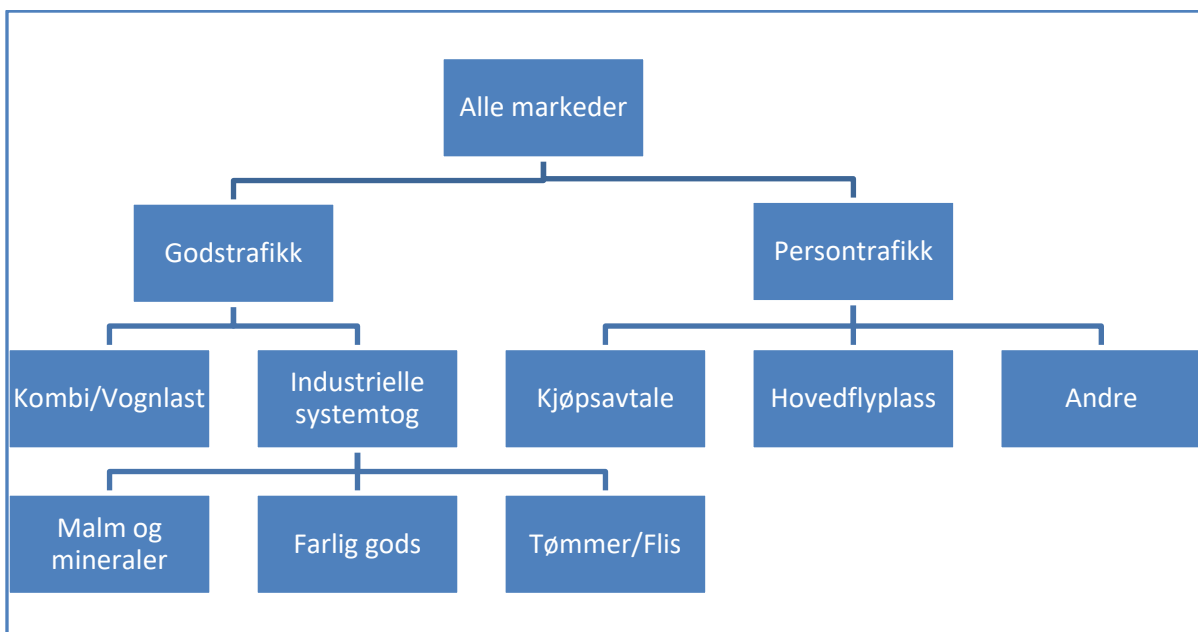 Alle markeder
Godstrafikk
Persontrafikk
Kombi/Vognlast
Industrielle
systemtog
Kjøpsavtale
Hovedflyplass
Andre
Malm og
mineraler
Farlig gods
Tømmer/Flis